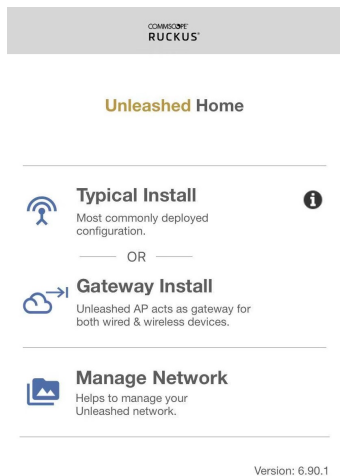 COMMSCOPE
RUCKUS
Unleashed Home
Typical Install
Most commonly deployed
configuration.
OR
Gateway Install
Unleashed AP acts as gateway for
both wired & wireless devices.
Manage Network
Helps to manage your
Unleashed network.
Version: 6.90.1